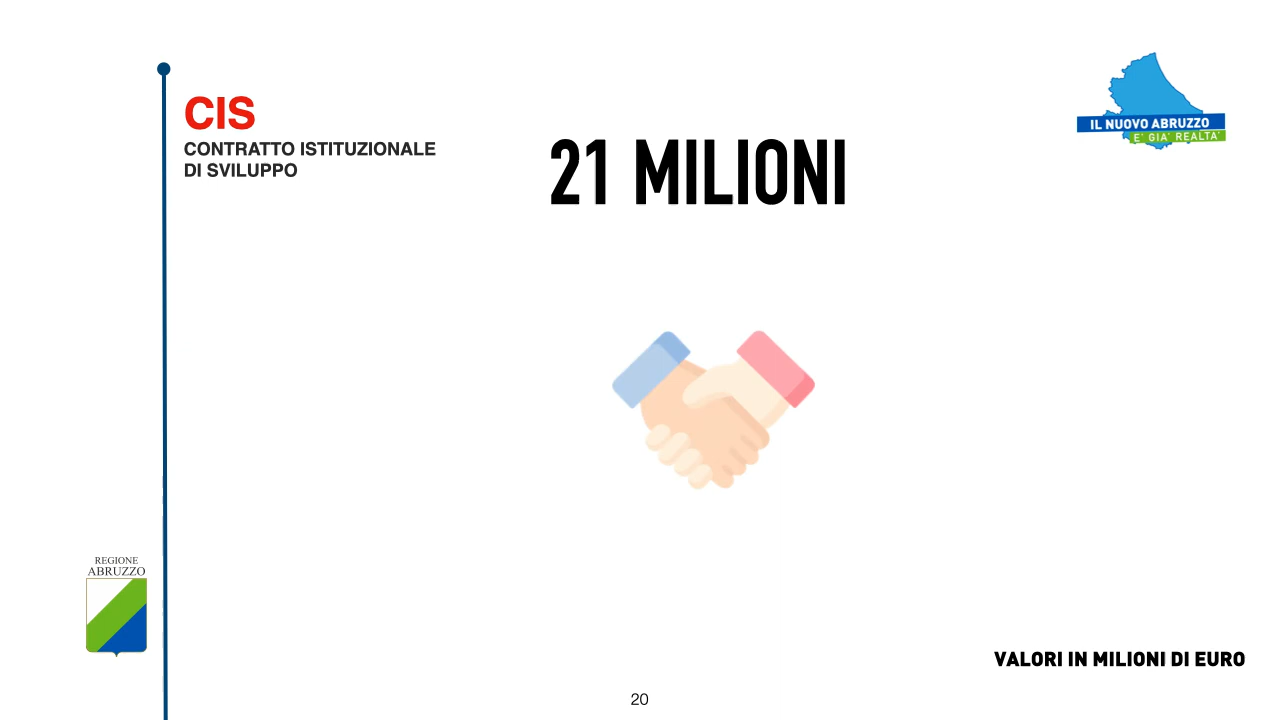 CIS
CONTRATTO ISTITUZIONALE
DI SVILUPPO
21 MILIONI
IL NUOVO ABRUZZO
E' GIA' REALTA'
REGIONE
ABRUZZO
VALORI IN MILIONI DI EURO
20